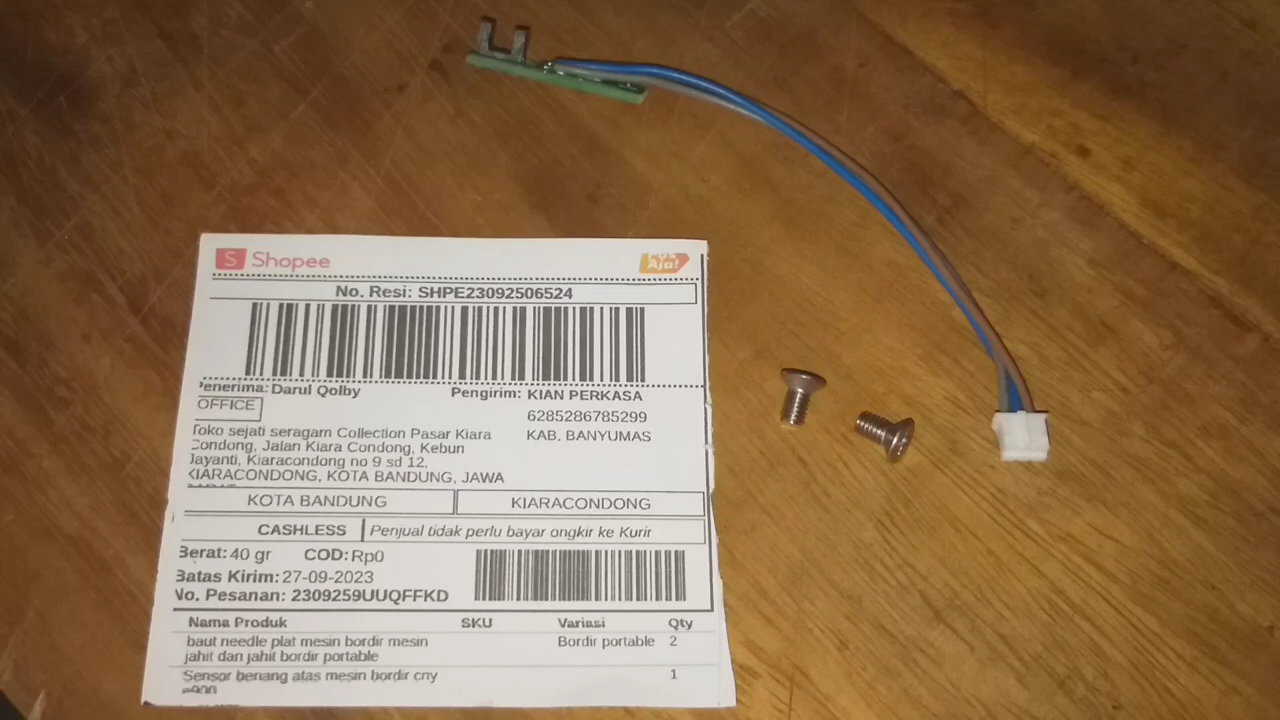 S Shopee
Aja!
No. Resi: SHPE23092506524
Penerima: Darul Qolby
Pengirim: KIAN PERKASA
OFFICE
6285286785299
Toko sejati seragam Collection Pasar Kiara
KAB. BANYUMAS
Condong, Jalan Kiara Condong, Kebun
Jayanti, Kiaracondong no 9 sd 12,
KIARACONDONG, KOTA BANDUNG, JAWA
KOTA BANDUNG
KIARACONDONG
CASHLESS
Penjual tidak perlu bayar ongkir ke Kurir
Berat: 40 gr
COD: Rp0
Batas Kirim: 27-09-2023
No. Pesanan: 2309259UUQFFKD
Nama Produk SKU Variasi Qty
baut needle plat mesin bordir mesin Bordir portable 2
jahit dan jahit bordir portable
Sensor benang atas mesin bordir cny 1
e900